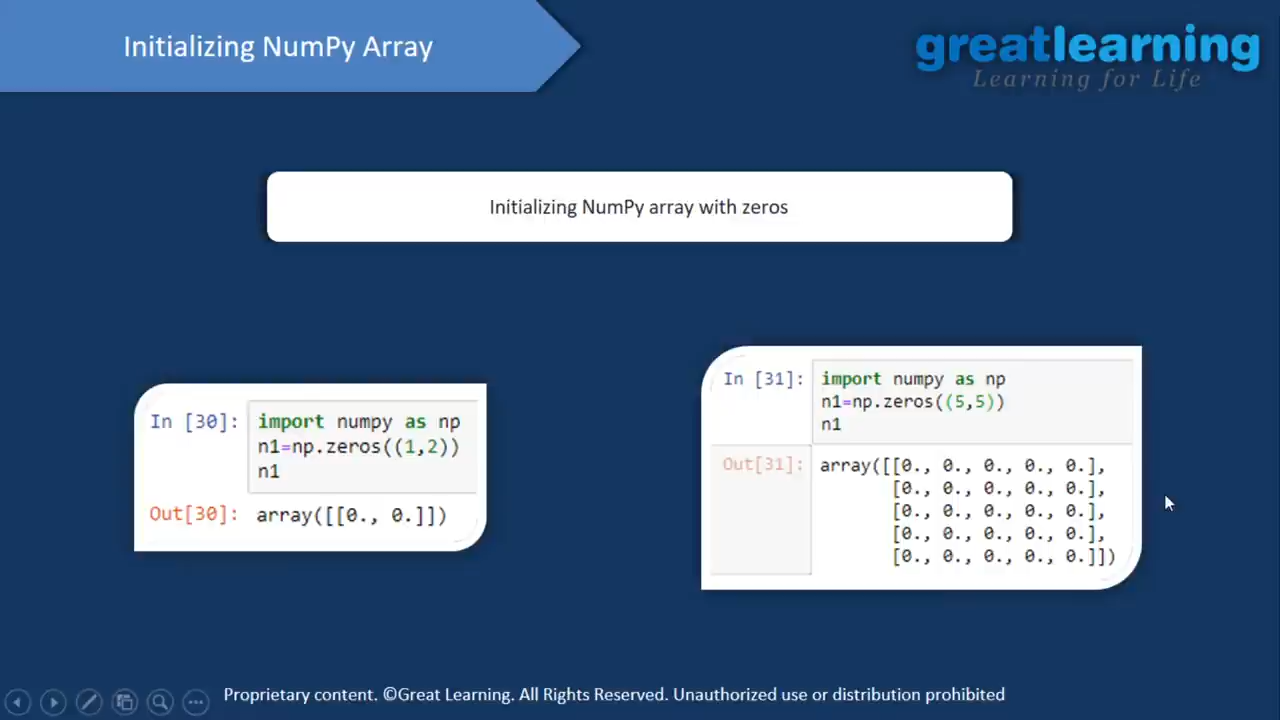 Initializing NumPy Array
greatlearning
Learning for Life
Initializing NumPy array with zeros
In [30]: import numpy as np
n1=np.zeros((1,2))
n1
Out[30]: array([[0., 0.]])
In [31]: import numpy as np
n1=np.zeros((5,5))
n1
Out[31]: array([[0., 0., 0., 0., 0.],
[0., 0., 0., 0., 0.],
[0., 0., 0., 0., 0.],
[0., 0., 0., 0., 0.],
[0., 0., 0., 0., 0.]])
Proprietary content. ©Great Learning. All Rights Reserved. Unauthorized use or distribution prohibited